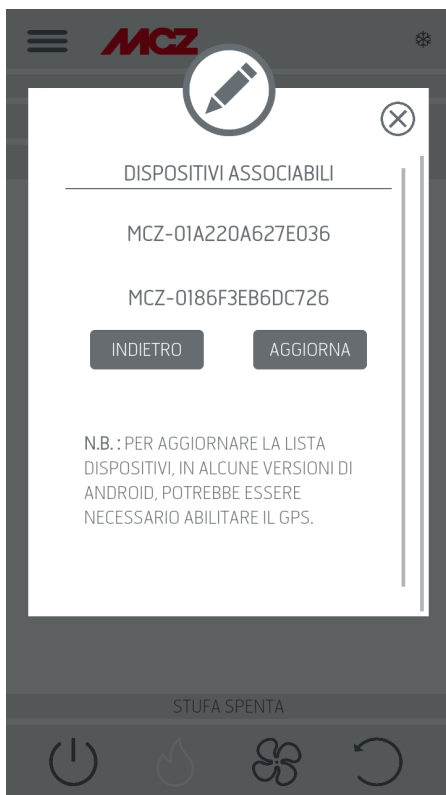 MCZ
DISPOSITIVI ASSOCIABILI
MCZ-01A220A627E036
MCZ-0186F3EB6DC726
INDIETRO
AGGIORNA
N.B. : PER AGGIORNARE LA LISTA
DISPOSITIVI, IN ALCUNE VERSIONI DI
ANDROID, POTREBBE ESSERE
NECESSARIO ABILITARE IL GPS.
STUFA SPENTA